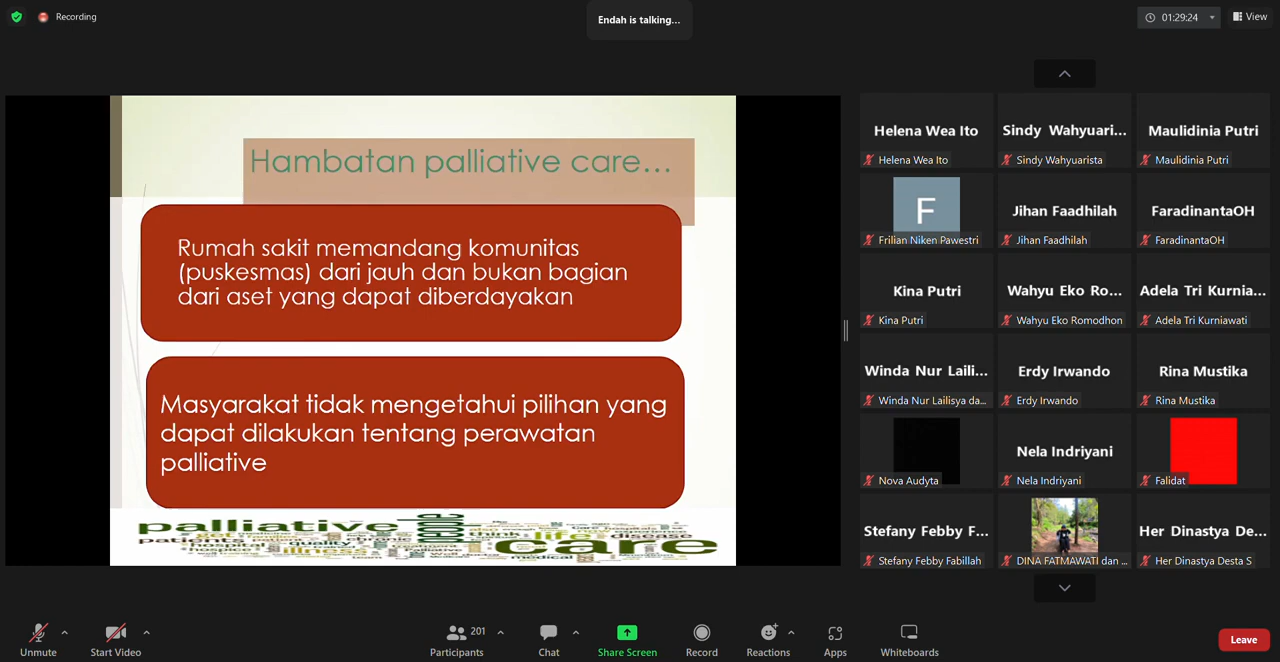 Recording
Endah is talking...
01:29:24
View
Hambatan palliative care...
Rumah sakit memandang komunitas
(puskesmas) dari jauh dan bukan bagian
dari aset yang dapat diberdayakan
Masyarakat tidak mengetahui pilihan yang
dapat dilakukan tentang perawatan
palliative
palliative
life
disease
quality
hospice
illness
medical
care
Helena Wea Ito
Helena Wea Ito
Sindy Wahyuari...
Sindy Wahyuarista
Maulidinia Putri
Maulidinia Putri
F
Frilian Niken Pawestri
Jihan Faadhilah
Jihan Faadhilah
FaradinantaOH
FaradinantaOH
Kina Putri
Kina Putri
Wahyu Eko Ro...
Wahyu Eko Romodhon
Adela Tri Kurnia...
Adela Tri Kurniawati
Winda Nur Laili...
Winda Nur Lailisya da...
Erdy Irwando
Erdy Irwando
Rina Mustika
Rina Mustika
Nova Audyta
Nela Indriyani
Nela Indriyani
Falidat
Stefany Febby F...
Stefany Febby Fabillah
DINA FATMAWATI dan ...
Her Dinastya De...
Her Dinastya Desta S
Unmute
Start Video
201
Participants
Chat
Share Screen
Record
Reactions
Apps
Whiteboards
Leave